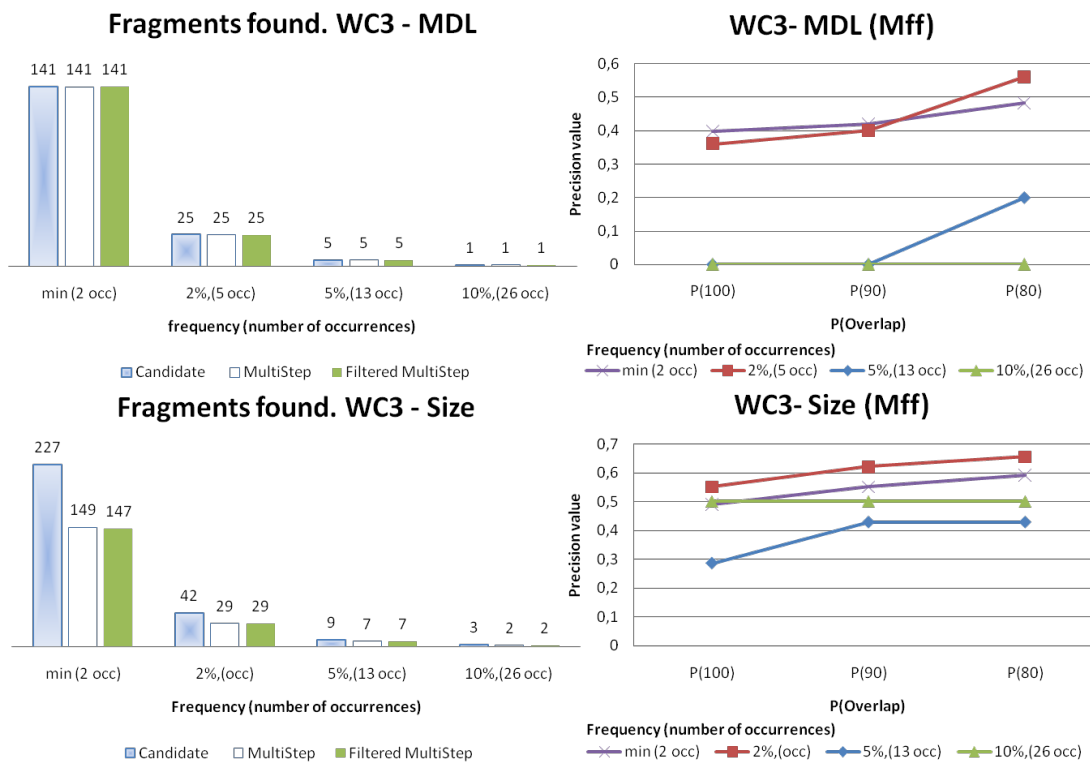 Fragments found. WC3 - MDL
141 141 141
25 25 25
5 5 5
1 1 1
min (2 occ) 2%,(5 occ) 5%,(13 occ) 10%,(26 occ)
frequency (number of occurrences)
Candidate MultiStep Filtered MultiStep
WC3- MDL (Mff)
0,6
0,5
0,4
0,3
0,2
0,1
0
Precision value
P(100) P(90) P(80)
P(Overlap)
Frequency (number of occurrences)
min (2 occ) 2%,(5 occ) 5%,(13 occ) 10%,(26 occ)
Fragments found. WC3 - Size
227 149 147
42 29 29
9 7 7
3 2 2
min (2 occ) 2%,(occ) 5%,(13 occ) 10%,(26 occ)
Frequency (number of occurrences)
Candidate MultiStep Filtered MultiStep
WC3- Size (Mff)
0,7
0,6
0,5
0,4
0,3
0,2
0,1
0
Precision value
P(100) P(90) P(80)
P(Overlap)
Frequency (number of occurrences)
min (2 occ) 2%,(occ) 5%,(13 occ) 10%,(26 occ)